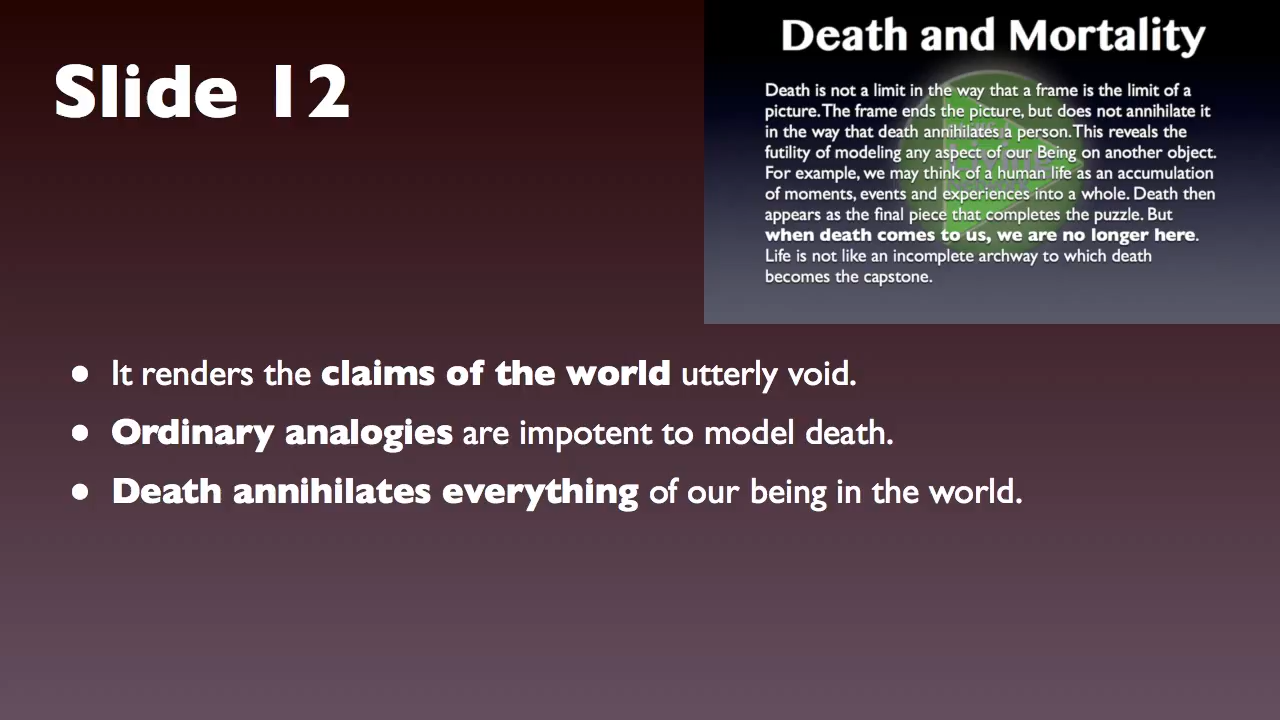 Slide 12
Death and Mortality
Death is not a limit in the way that a frame is the limit of a
picture. The frame ends the picture, but does not annihilate it
in the way that death annihilates a person. This reveals the
futility of modeling any aspect of our Being on another object.
For example, we may think of a human life as an accumulation
of moments, events and experiences into a whole. Death then
appears as the final piece that completes the puzzle. But
when death comes to us, we are no longer here.
Life is not like an incomplete archway to which death
becomes the capstone.
● It renders the claims of the world utterly void.
● Ordinary analogies are impotent to model death.
● Death annihilates everything of our being in the world.